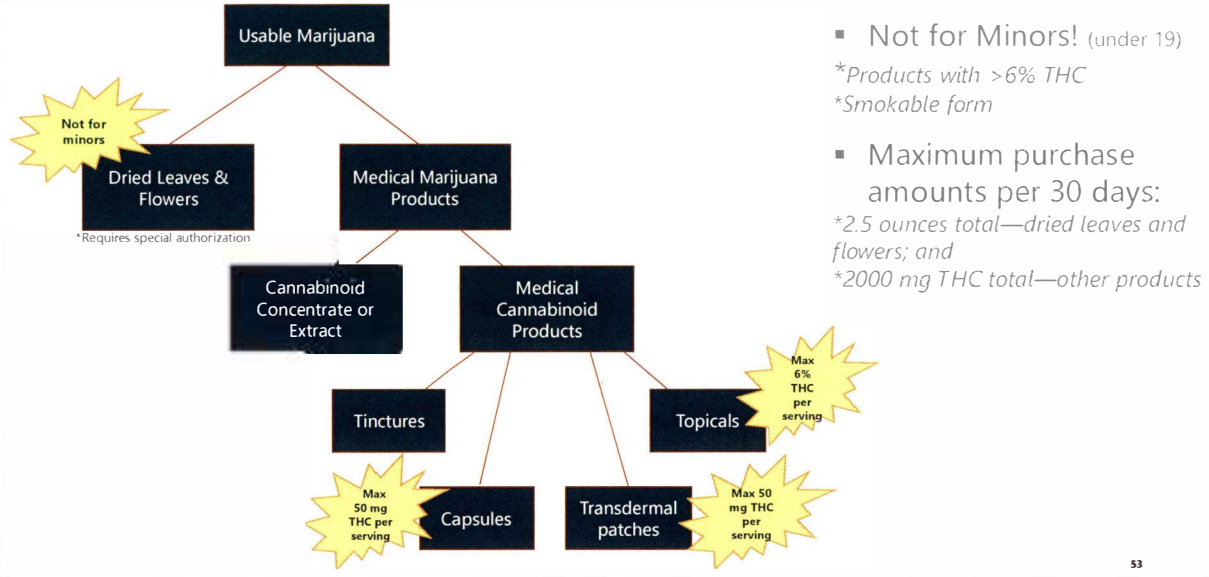 Usable Marijuana
Not for
minors
Dried Leaves &
Flowers
*Requires special authorization
Medical Marijuana
Products
Cannabinoid
Concentrate or
Extract
Medical
Cannabinoid
Products
Tinctures
Topicals
Max
6%
THC
per
serving
Max
50 mg
THC per
serving
Capsules
Transdermal
patches
Max 50
mg THC
per
serving
▪ Not for Minors! (under 19)
*Products with >6% THC
*Smokable form
▪ Maximum purchase
amounts per 30 days:
*2.5 ounces total—dried leaves and
flowers; and
*2000 mg THC total—other products
53